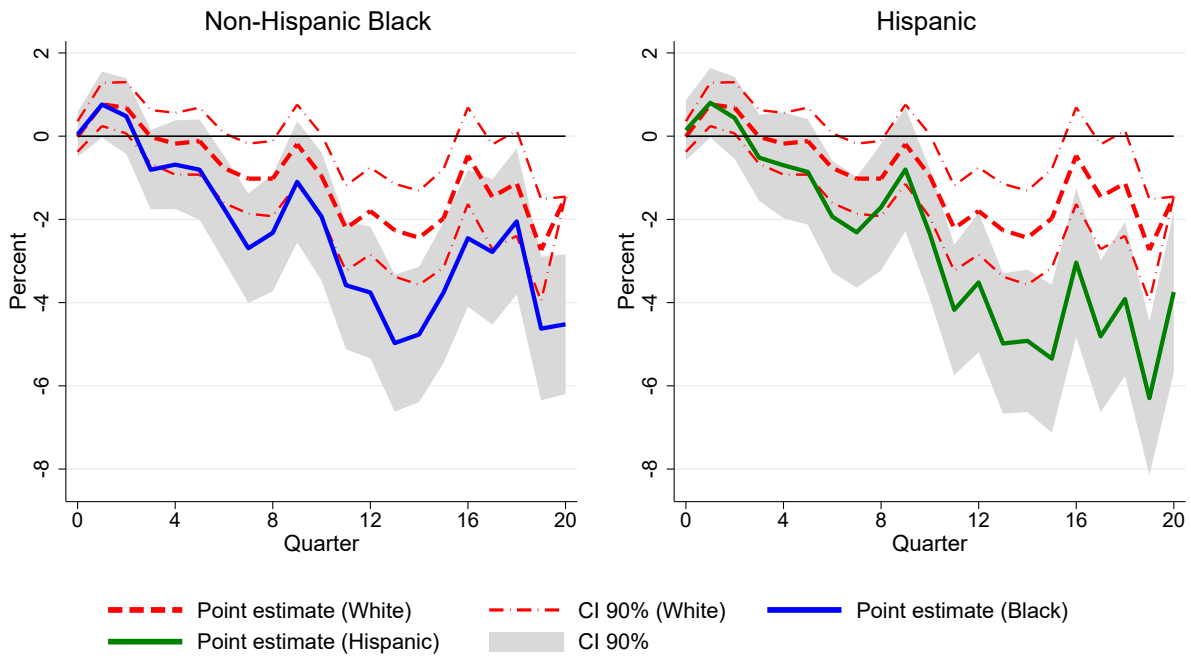 Non-Hispanic Black
Percent
2
0
-2
-4
-6
-8
0 4 8 12 16 20
Quarter
Hispanic
Percent
2
0
-2
-4
-6
-8
0 4 8 12 16 20
Quarter
Point estimate (White) CI 90% (White) Point estimate (Black)
Point estimate (Hispanic) CI 90%